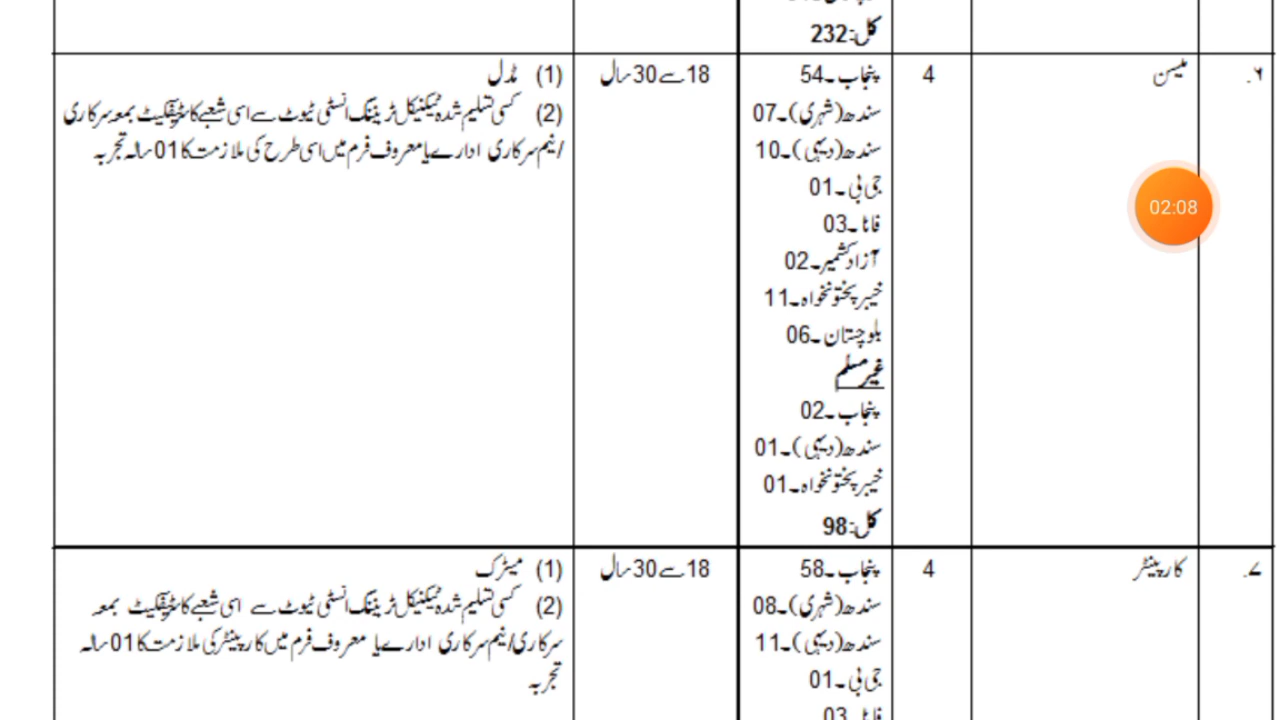 کل:232
۶۔
میسن
4
پنجاب۔54
سندھ(شہری)۔07
سندھ(دیہی)۔10
جی بی۔01
فاٹا۔03
آزادکشمیر۔02
خیبرپختونخواہ۔11
بلوچستان۔06
غیرمسلم
پنجاب۔02
سندھ(دیہی)۔01
خیبرپختونخواہ۔01
کل:98
18سے30سال
(1) مڈل
(2) کسی تسلیم شدہ ٹیکنیکل ٹریننگ انسٹی ٹیوٹ سے اسی شعبے کا سرٹیفکیٹ بمعہ سرکاری
/نیم سرکاری ادارے یا معروف فرم میں اسی طرح کی ملازمت کا 01 سالہ تجربہ
02:08
۷۔
کارپینٹر
4
پنجاب۔58
سندھ(شہری)۔08
سندھ(دیہی)۔11
جی بی۔01
فاٹا۔03
18سے30سال
(1) میٹرک
(2) کسی تسلیم شدہ ٹیکنیکل ٹریننگ انسٹی ٹیوٹ سے اسی شعبے کا سرٹیفکیٹ بمعہ
سرکاری/نیم سرکاری ادارے یا معروف فرم میں کارپینٹر کی ملازمت کا 01 سالہ
تجربہ